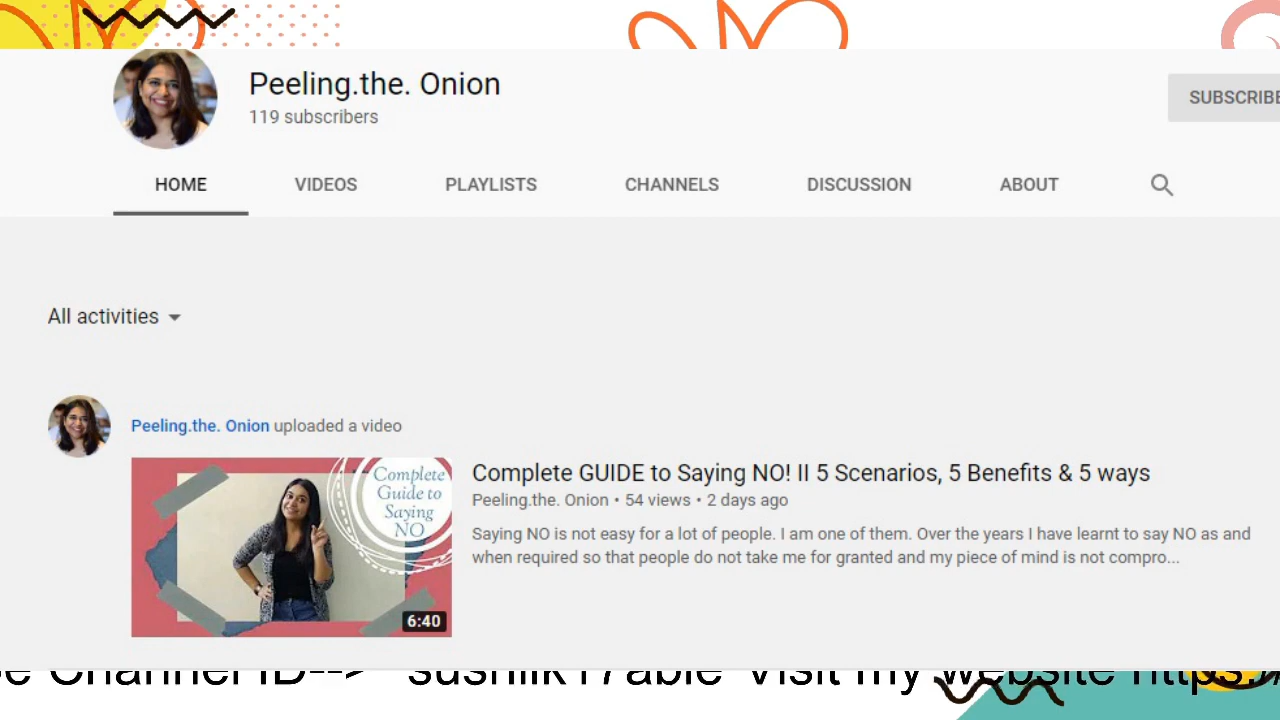 Peeling.the. Onion
119 subscribers
SUBSCRIBE
HOME VIDEOS PLAYLISTS CHANNELS DISCUSSION ABOUT
All activities
Peeling.the. Onion uploaded a video
Complete
Guide to
Saying
NO
6:40
Complete GUIDE to Saying NO! II 5 Scenarios, 5 Benefits & 5 ways
Peeling.the. Onion • 54 views • 2 days ago
Saying NO is not easy for a lot of people. I am one of them. Over the years I have learnt to say NO as and
when required so that people do not take me for granted and my piece of mind is not compro...
Channel ID--> Visit my website https:/